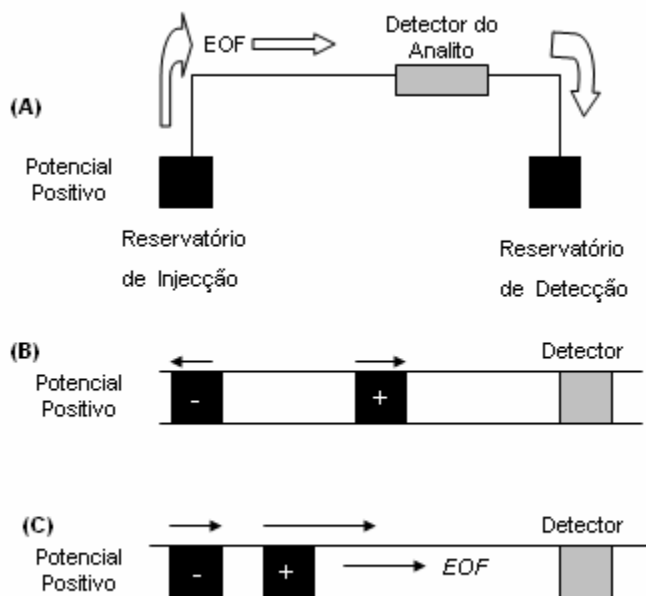 EOF
Detector do
Analito
(A)
Potencial
Positivo
Reservatório
de Injecção
Reservatório
de Detecção
(B)
Detector
Potencial
Positivo
-
+
(C)
Detector
Potencial
Positivo
-
+
EOF